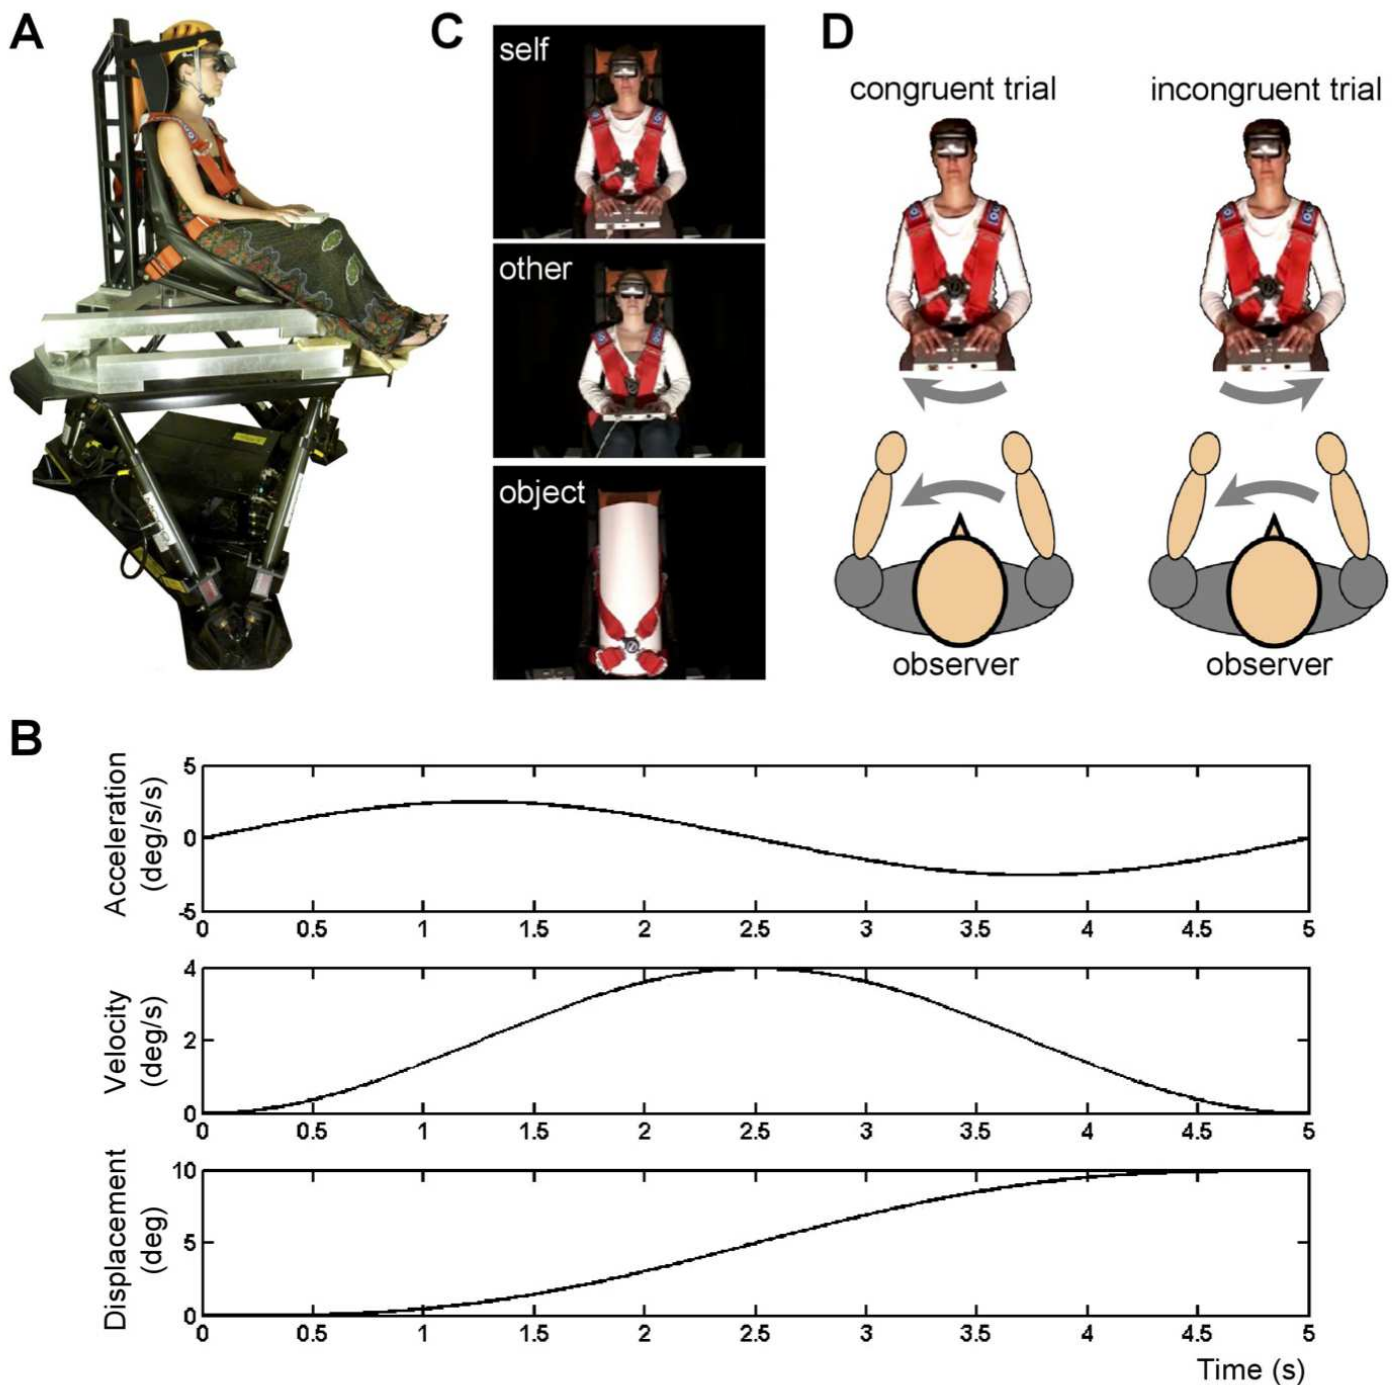 A
C
D
self
other
object
congruent trial
incongruent trial
observer
observer
B
Acceleration
(deg/s/s)
5
0
-5
0 0.5 1 1.5 2 2.5 3 3.5 4 4.5 5
Velocity
(deg/s)
4
2
0
0 0.5 1 1.5 2 2.5 3 3.5 4 4.5 5
Displacement
(deg)
10
5
0
0 0.5 1 1.5 2 2.5 3 3.5 4 4.5 5
Time (s)